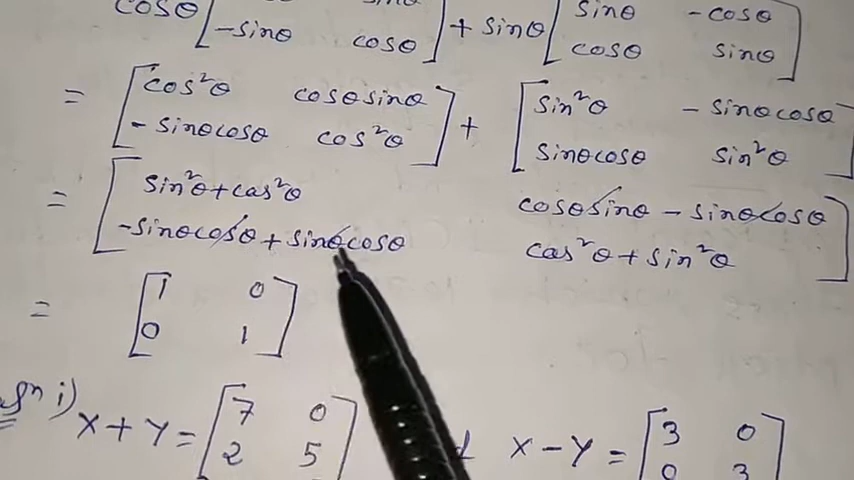 cosθ [ sinθ ] + sinθ [ sinθ -cosθ ]
[ -sinθ cosθ ] [ cosθ sinθ ]
= [ cos²θ cosθsinθ ] + [ sin²θ - sinθcosθ ]
[ - sinθcosθ cos²θ ] [ sinθcosθ sin²θ ]
= [ sin²θ+cos²θ cosθsinθ - sinθcosθ ]
[ -sinθcosθ + sinθcosθ cos²θ + sin²θ ]
= [ 1 0 ]
[ 0 1 ]
i) X+Y = [ 7 0 ] X-Y = [ 3 0 ]
[ 2 5 ] [ 0 3 ]